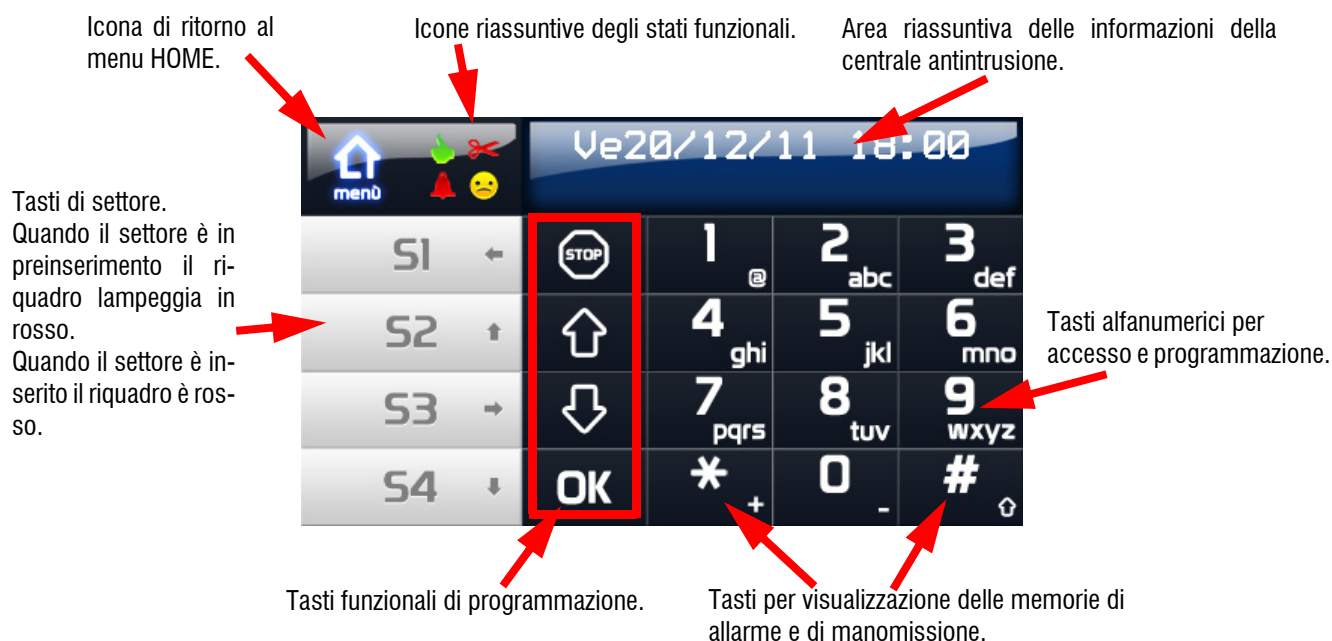 Icona di ritorno al
menu HOME.
Icone riassuntive degli stati funzionali.
Area riassuntiva delle informazioni della
centrale antintrusione.
menù
Ve20/12/11 18:00
Tasti di settore.
Quando il settore è in
preinserimento il ri-
quadro lampeggia in
rosso.
Quando il settore è in-
serito il riquadro è ros-
so.
S1
STOP
1 @
2 abc
3 def
S2
4 ghi
5 jkl
6 mno
S3
7 pqrs
8 tuv
9 wxyz
S4
OK
* +
0 -
#
Tasti alfanumerici per
accesso e programmazione.
Tasti funzionali di programmazione.
Tasti per visualizzazione delle memorie di
allarme e di manomissione.